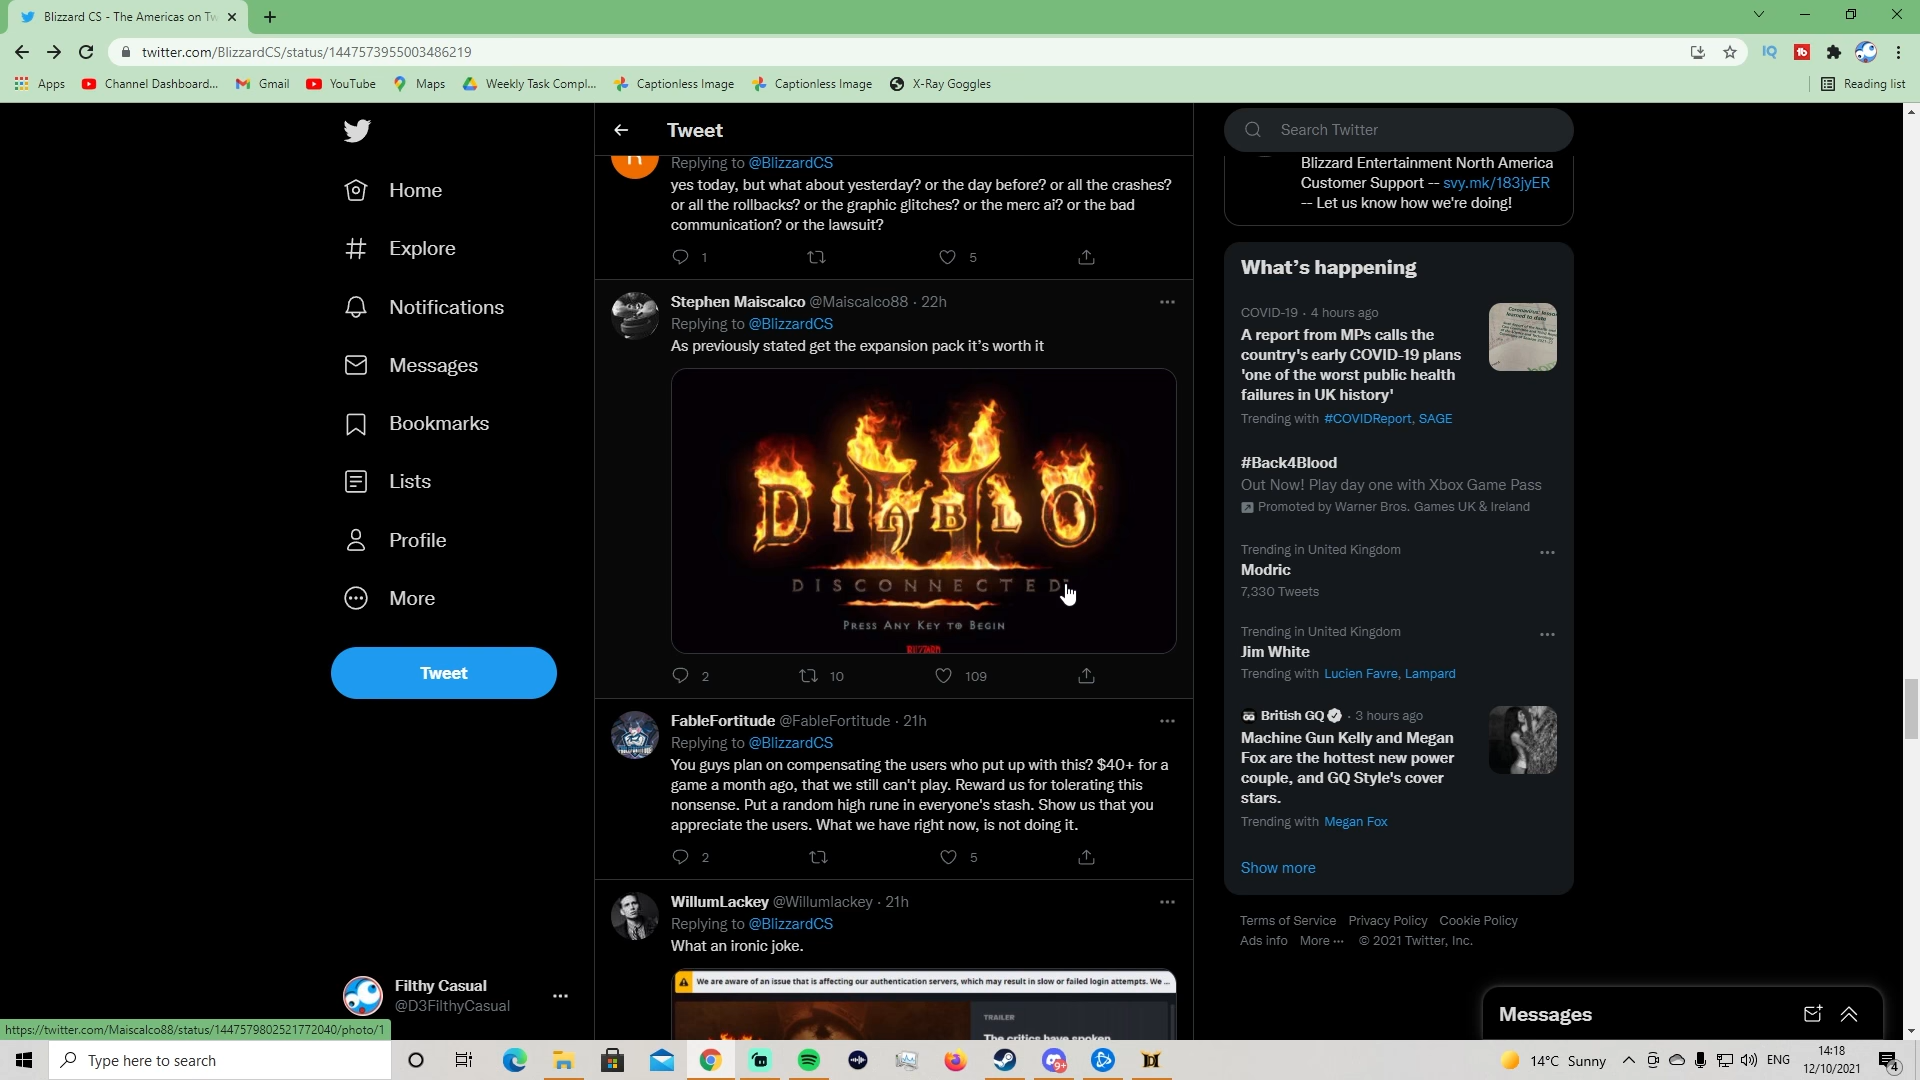 Blizzard CS - The Americas on Tw
twitter.com/BlizzardCS/status/1447573955003486219
Apps
Channel Dashboard...
Gmail
YouTube
Maps
Weekly Task Compl...
Captionless Image
Captionless Image
X-Ray Goggles
Reading list
Home
Explore
Notifications
Messages
Bookmarks
Lists
Profile
More
Tweet
Filthy Casual
@D3FilthyCasual
https://twitter.com/Maiscalco88/status/1447579802521772040/photo/1
Tweet
Replying to @BlizzardCS
yes today, but what about yesterday? or the day before? or all the crashes?
or all the rollbacks? or the graphic glitches? or the merc ai? or the bad
communication? or the lawsuit?
1
5
Stephen Maiscalco @Maiscalco88 · 22h
Replying to @BlizzardCS
As previously stated get the expansion pack it’s worth it
DIABLO
DISCONNECTED
PRESS ANY KEY TO BEGIN
BLIZZARD
2
10
109
FableFortitude @FableFortitude · 21h
Replying to @BlizzardCS
You guys plan on compensating the users who put up with this? $40+ for a
game a month ago, that we still can't play. Reward us for tolerating this
nonsense. Put a random high rune in everyone's stash. Show us that you
appreciate the users. What we have right now, is not doing it.
2
5
WillumLackey @Willumlackey · 21h
Replying to @BlizzardCS
What an ironic joke.
We are aware of an issue that is affecting our authentication servers, which may result in slow or failed login attempts. We ...
TRAILER
The critics have spoken
Search Twitter
Blizzard Entertainment North America
Customer Support -- svy.mk/183jyER
-- Let us know how we're doing!
What’s happening
COVID-19 · 4 hours ago
A report from MPs calls the
country's early COVID-19 plans
'one of the worst public health
failures in UK history'
Trending with #COVIDReport, SAGE
#Back4Blood
Out Now! Play day one with Xbox Game Pass
Promoted by Warner Bros. Games UK & Ireland
Trending in United Kingdom
Modric
7,330 Tweets
Trending in United Kingdom
Jim White
Trending with Lucien Favre, Lampard
British GQ · 3 hours ago
Machine Gun Kelly and Megan
Fox are the hottest new power
couple, and GQ Style's cover
stars.
Trending with Megan Fox
Show more
Terms of Service Privacy Policy Cookie Policy
Ads info More ··· © 2021 Twitter, Inc.
Messages
Type here to search
14°C Sunny
ENG
14:18
12/10/2021
4